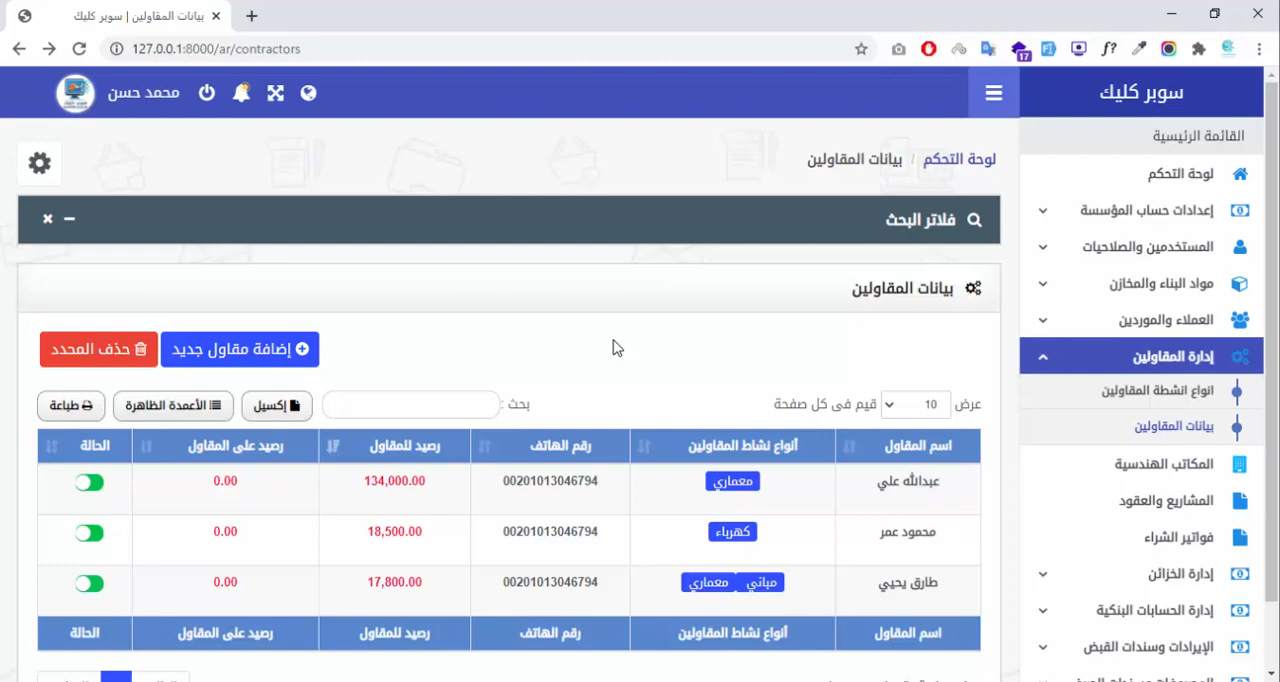 بيانات المقاولين | سوبر كليك
127.0.0.1:8000/ar/contractors
17
f?
سوبر كليك
محمد حسن
القائمة الرئيسية
لوحة التحكم
إعدادات حساب المؤسسة
المستخدمين والصلاحيات
مواد البناء والمخازن
العملاء والموردين
إدارة المقاولين
انواع انشطة المقاولين
بيانات المقاولين
المكاتب الهندسية
المشاريع والعقود
فواتير الشراء
إدارة الخزائن
إدارة الحسابات البنكية
الإيرادات وسندات القبض
لوحة التحكم / بيانات المقاولين
فلاتر البحث
بيانات المقاولين
إضافة مقاول جديد
حذف المحدد
عرض 10 قيم فى كل صفحة
بحث :
إكسيل
الأعمدة الظاهرة
طباعة
اسم المقاول أنواع نشاط المقاولين رقم الهاتف رصيد للمقاول رصيد على المقاول الحالة
عبدالله علي معماري 00201013046794 134,000.00 0.00
محمود عمر كهرباء 00201013046794 18,500.00 0.00
طارق يحيي مباني معماري 00201013046794 17,800.00 0.00
اسم المقاول أنواع نشاط المقاولين رقم الهاتف رصيد للمقاول رصيد على المقاول الحالة